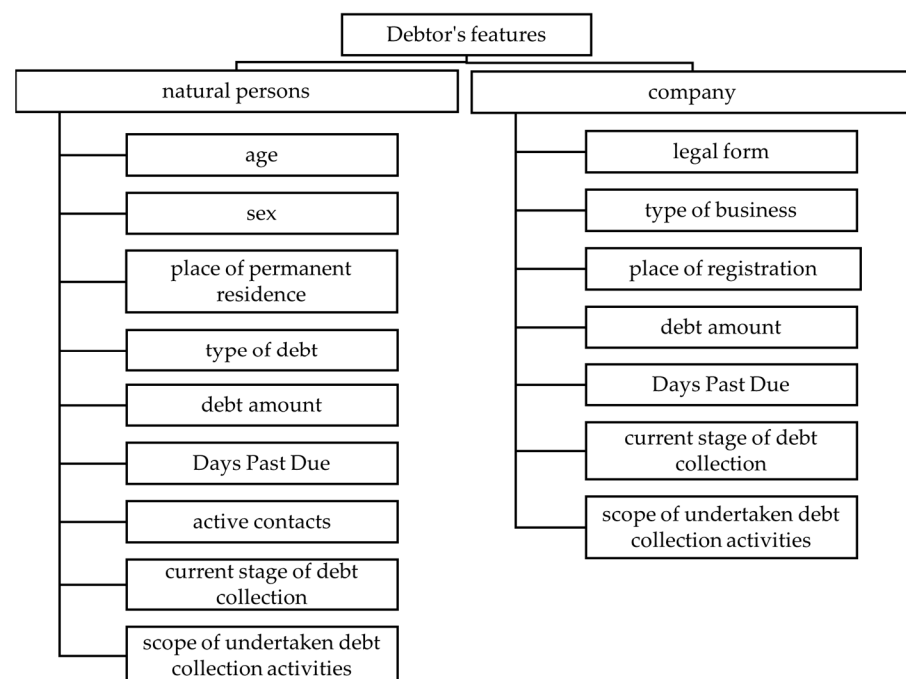 Debtor's features
natural persons
age
sex
place of permanent
residence
type of debt
debt amount
Days Past Due
active contacts
current stage of debt
collection
scope of undertaken debt
collection activities
company
legal form
type of business
place of registration
debt amount
Days Past Due
current stage of debt
collection
scope of undertaken debt
collection activities